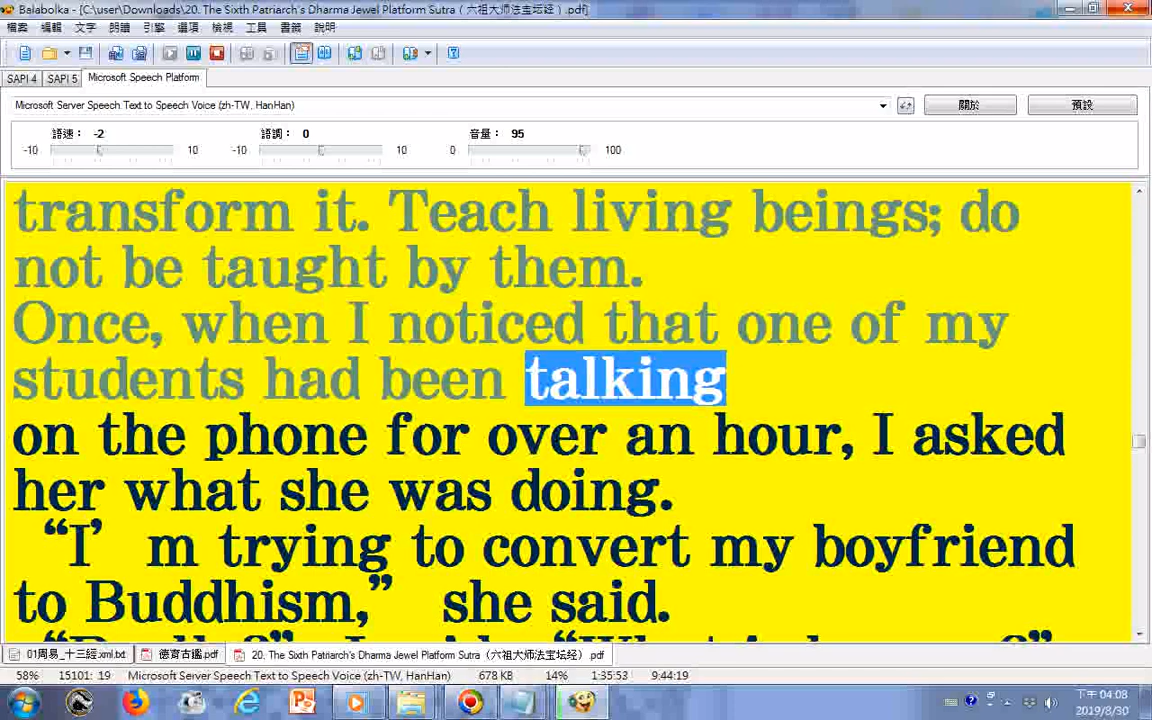 Balabolka - [C:\user\Downloads\20. The Sixth Patriarch's Dharma Jewel Platform Sutra（六祖大师法宝坛经）.pdf]
檔案 編輯 文字 朗讀 引擎 選項 檢視 工具 書籤 說明
SAPI 4 SAPI 5 Microsoft Speech Platform
Microsoft Server Speech Text to Speech Voice (zh-TW, HanHan) 關於 預設
語速： -2 語調： 0 音量： 95
-10 10 -10 10 0 100
transform it. Teach living beings; do
not be taught by them.
Once, when I noticed that one of my
students had been talking
on the phone for over an hour, I asked
her what she was doing.
“I’ m trying to convert my boyfriend
to Buddhism,” she said.
01周易_十三經.xml.txt 德育古鑑.pdf 20. The Sixth Patriarch's Dharma Jewel Platform Sutra（六祖大师法宝坛经）.pdf
58% 15101: 19 Microsoft Server Speech Text to Speech Voice (zh-TW, HanHan) 678 KB 14% 1:35:53 9:44:19
下午 04:08
2019/8/30